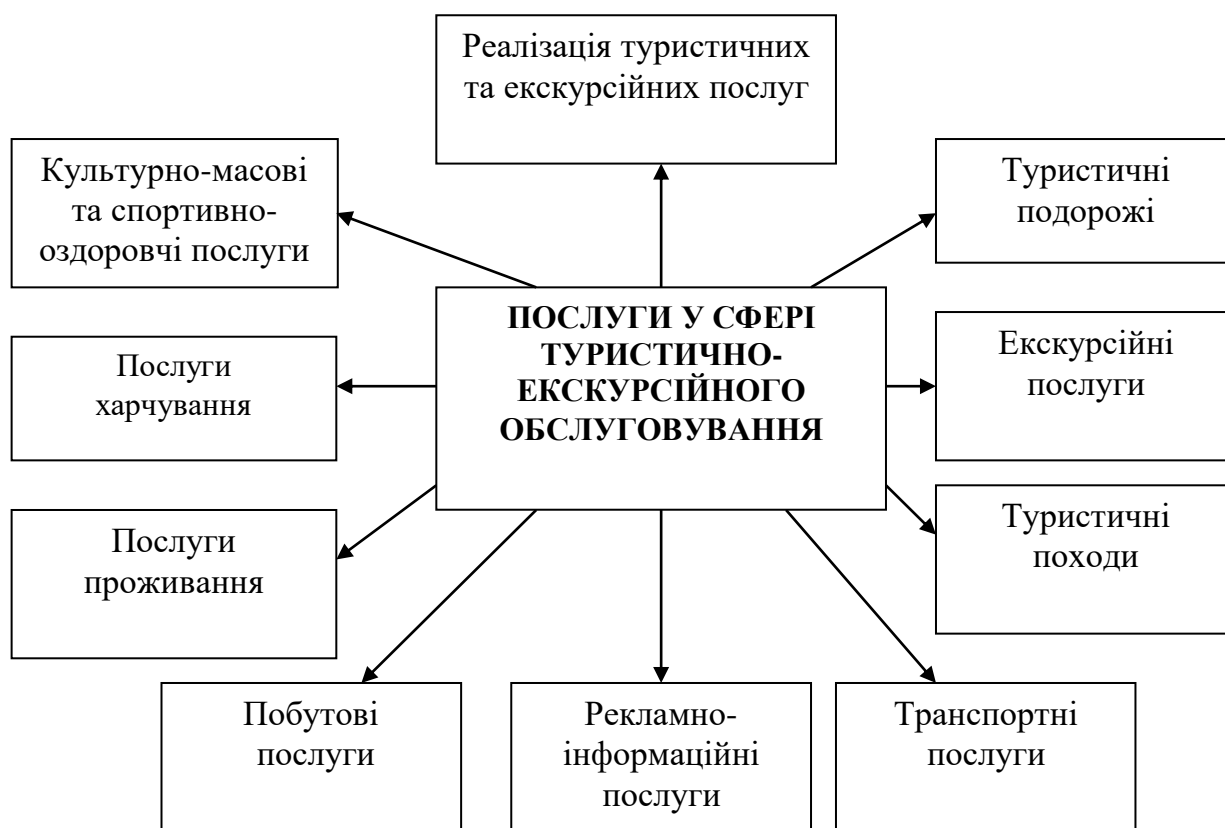 Реалізація туристичних
та екскурсійних послуг
Культурно-масові
та спортивно-
оздоровчі послуги
Туристичні
подорожі
ПОСЛУГИ У СФЕРІ
ТУРИСТИЧНО-
ЕКСКУРСІЙНОГО
ОБСЛУГОВУВАННЯ
Послуги
харчування
Екскурсійні
послуги
Послуги
проживання
Туристичні
походи
Побутові
послуги
Рекламно-
інформаційні
послуги
Транспортні
послуги